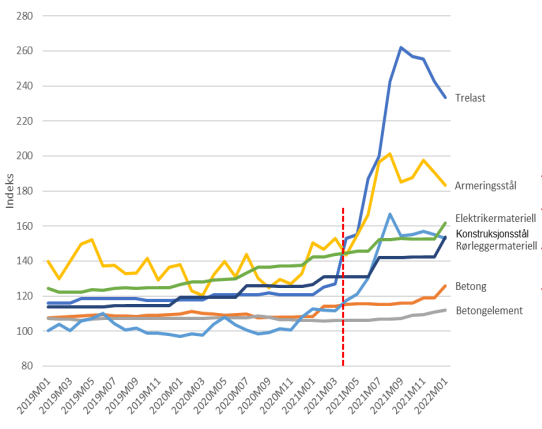 Indeks
280
260
240
220
200
180
160
140
120
100
80
Trelast
Armeringsstål
Elektrikermateriell
Konstruksjonsstål
Rørleggermateriell
Betong
Betongelement
2019M01
2019M03
2019M05
2019M07
2019M09
2019M11
2020M01
2020M03
2020M05
2020M07
2020M09
2020M11
2021M01
2021M03
2021M05
2021M07
2021M09
2021M11
2022M01